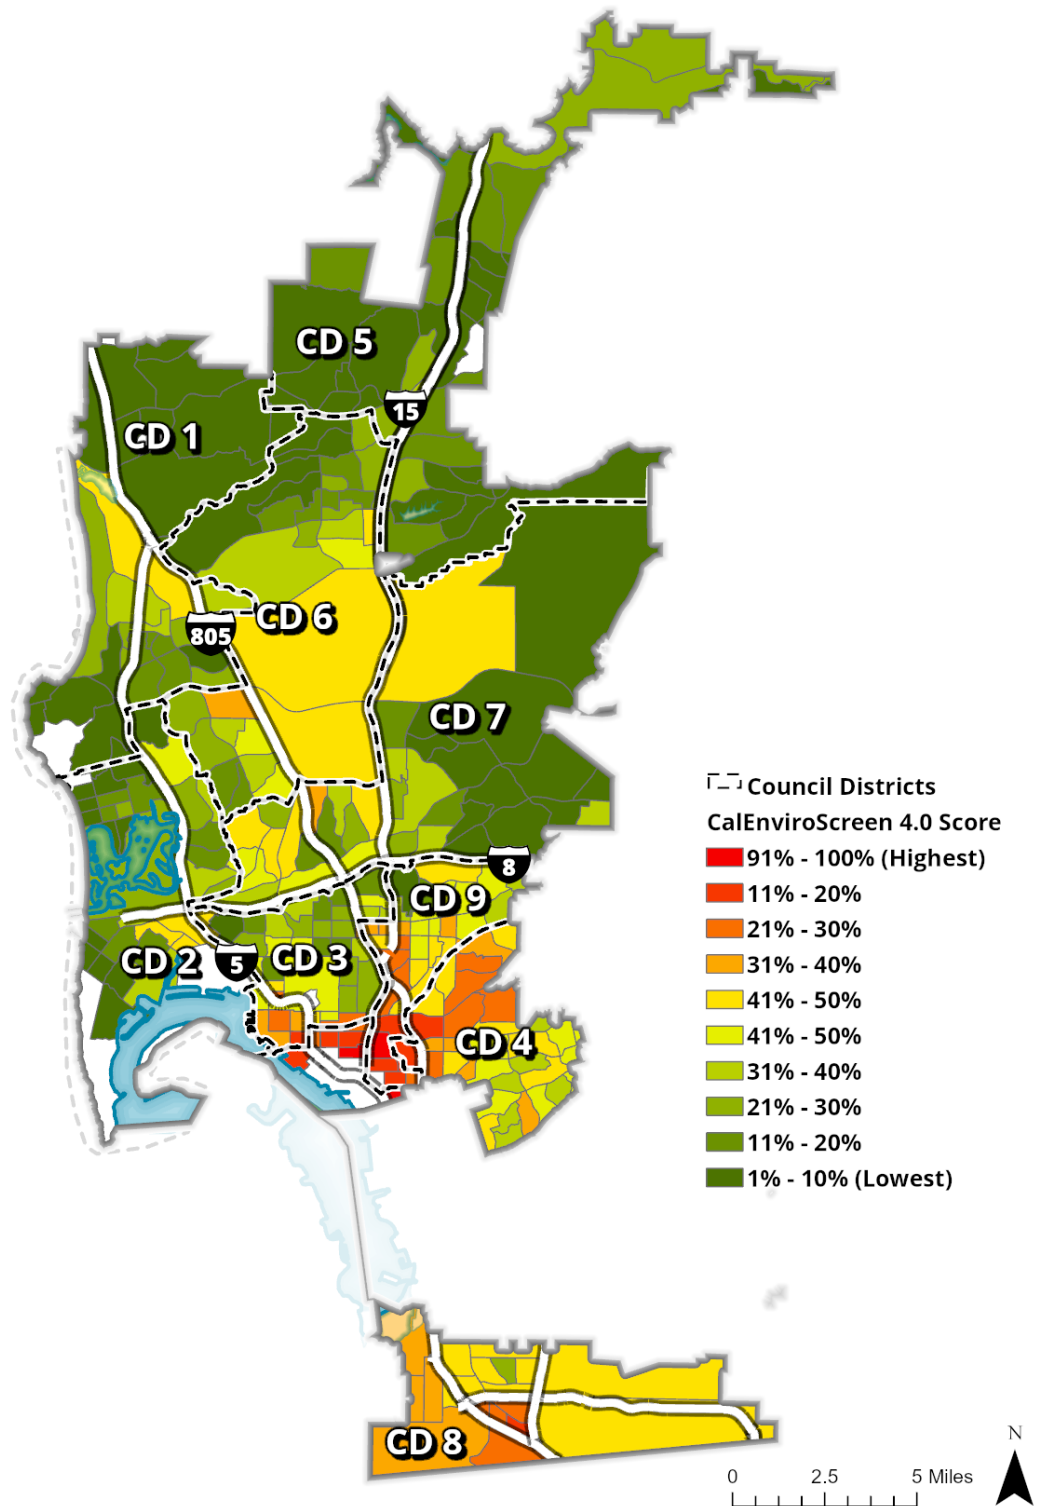 CD 5
15
CD 1
CD 6
805
CD 7
Council Districts
CalEnviroScreen 4.0 Score
91% - 100% (Highest)
11% - 20%
21% - 30%
31% - 40%
41% - 50%
41% - 50%
31% - 40%
21% - 30%
11% - 20%
1% - 10% (Lowest)
8
CD 9
CD 2
5
CD 3
CD 4
CD 8
N
0 2.5 5 Miles